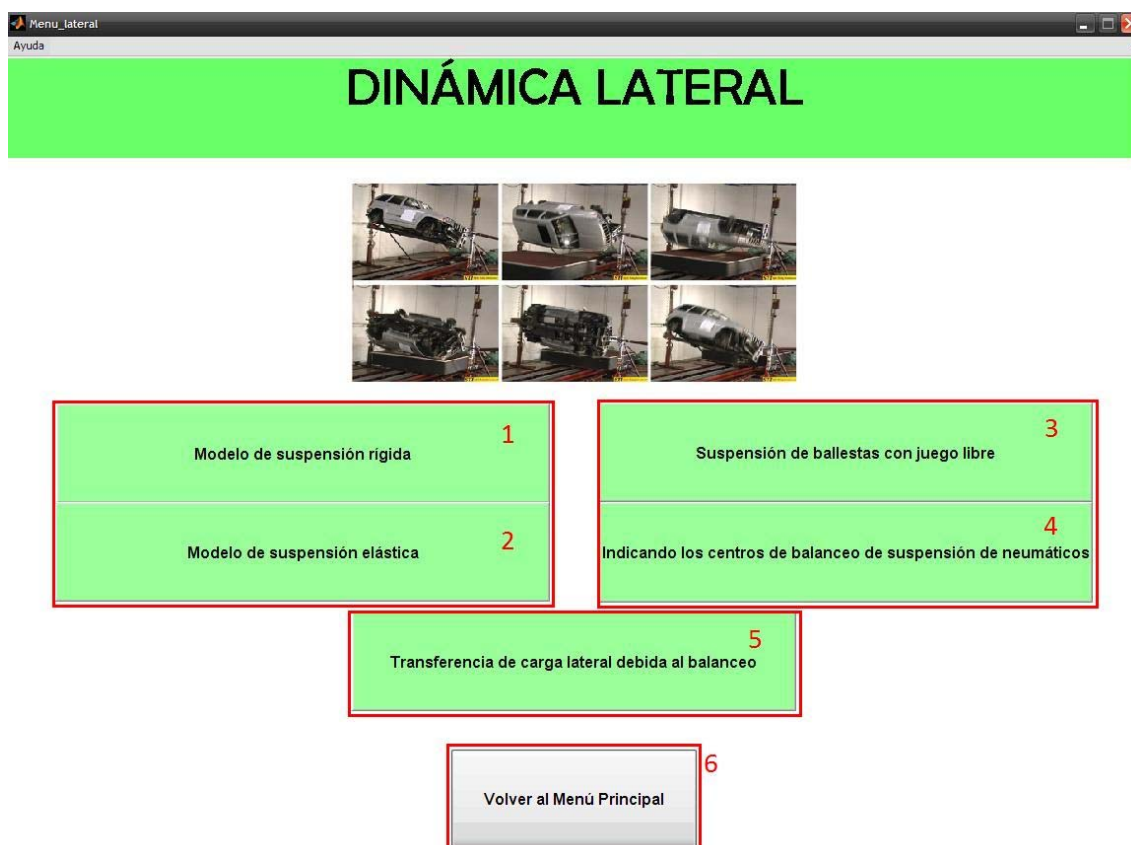 Menu_lateral
Ayuda
DINÁMICA LATERAL
Modelo de suspensión rígida
1
Suspensión de ballestas con juego libre
3
Modelo de suspensión elástica
2
Indicando los centros de balanceo de suspensión de neumáticos
4
Transferencia de carga lateral debida al balanceo
5
Volver al Menú Principal
6